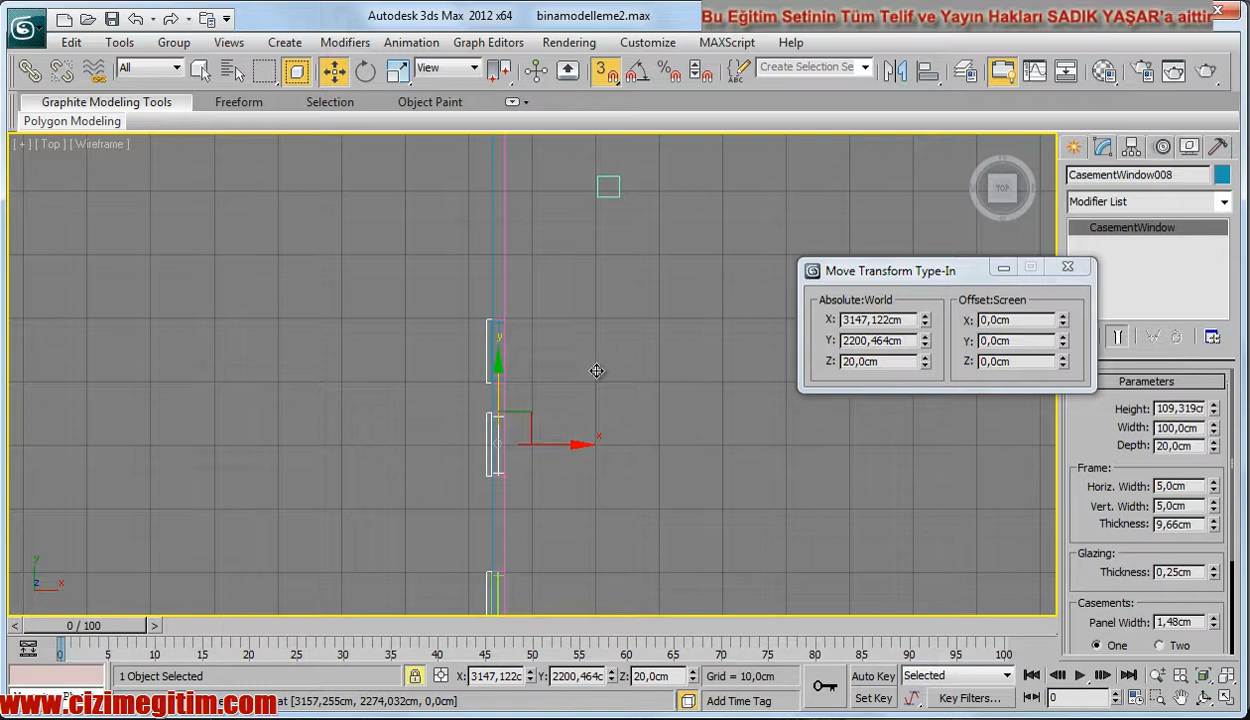 Autodesk 3ds Max 2012 x64 binamodelleme2.max
Bu Eğitim Setinin Tüm Telif ve Yayın Hakları SADIK YAŞAR'a aittir
Edit Tools Group Views Create Modifiers Animation Graph Editors Rendering Customize MAXScript Help
All View 3 ABC Create Selection Se
Graphite Modeling Tools Freeform Selection Object Paint
Polygon Modeling
[ + ] [ Top ] [ Wireframe ]
TOP
CasementWindow008
Modifier List
CasementWindow
Move Transform Type-In
Absolute:World Offset:Screen
X: 3147,122cm X: 0,0cm
Y: 2200,464cm Y: 0,0cm
Z: 20,0cm Z: 0,0cm
Parameters
Height: 109,319cr
Width: 100,0cm
Depth: 20,0cm
Frame:
Horiz. Width: 5,0cm
Vert. Width: 5,0cm
Thickness: 9,66cm
Glazing:
Thickness: 0,25cm
Casements:
Panel Width: 1,48cm
One Two
y
x
y
z x
< 0 / 100 >
0 5 10 15 20 25 30 35 40 45 50 55 60 65 70 75 80 85 90 95 100
1 Object Selected X: 3147,122c Y: 2200,464c Z: 20,0cm Grid = 10,0cm Auto Key Selected
at [3157,255cm, 2274,032cm, 0,0cm] Add Time Tag Set Key Key Filters... 0
www.cizimegitim.com